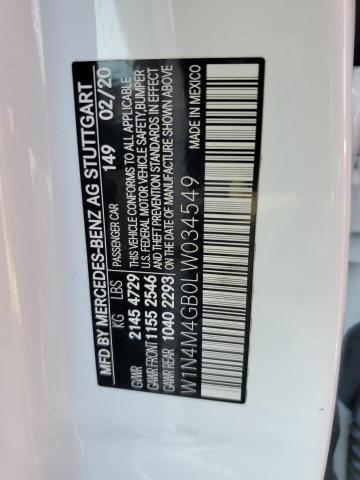 MFD BY MERCEDES-BENZ AG STUTTGART
PASSENGER CAR 149 02/20
KG LBS
GVWR 2145 4729
GAWR FRONT 1155 2546
GAWR REAR 1040 2293
THIS VEHICLE CONFORMS TO ALL APPLICABLE
U.S. FEDERAL MOTOR VEHICLE SAFETY,BUMPER
AND THEFT PREVENTION STANDARDS IN EFFECT
ON THE DATE OF MANUFACTURE SHOWN ABOVE
MADE IN MEXICO
W1N4M4GB0LW034549